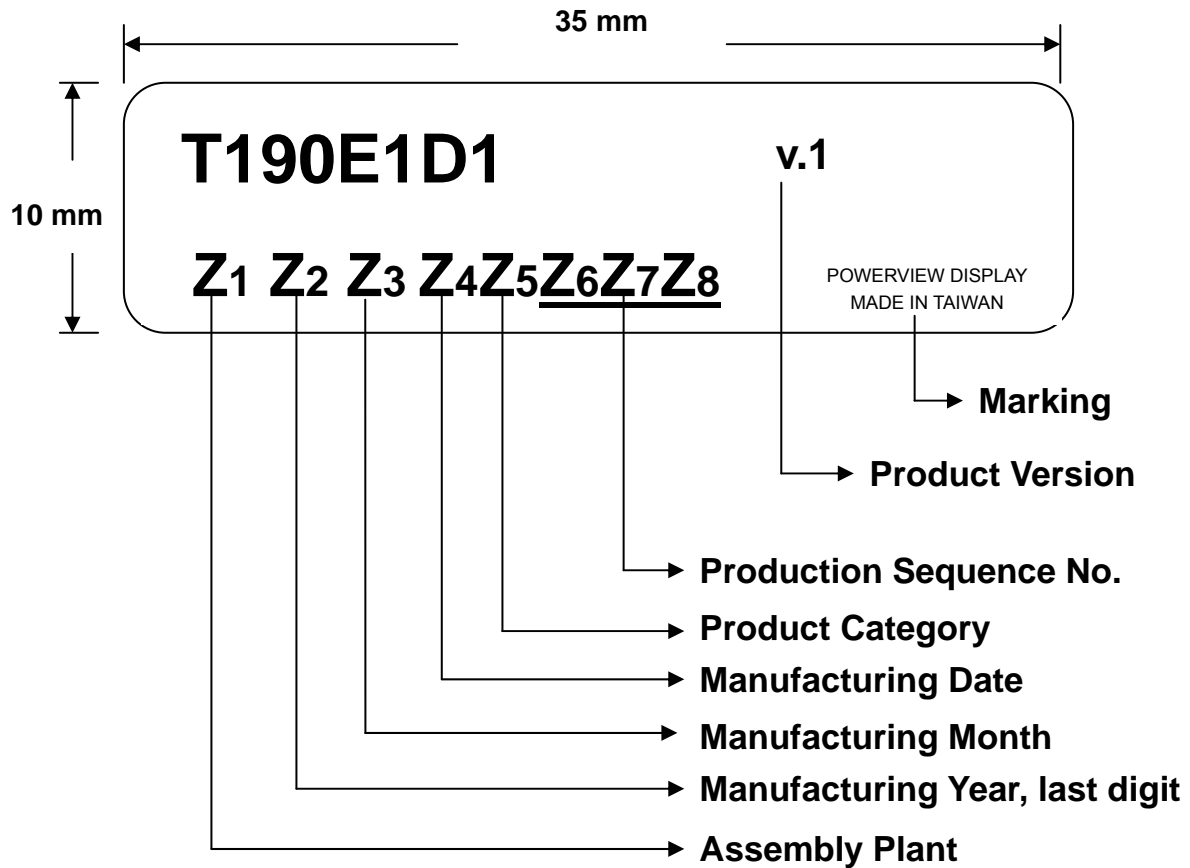 35 mm
T190E1D1
v.1
10 mm
Z1 Z2 Z3 Z4Z5Z6Z7Z8
POWERVIEW DISPLAY
MADE IN TAIWAN
Marking
Product Version
Production Sequence No.
Product Category
Manufacturing Date
Manufacturing Month
Manufacturing Year, last digit
Assembly Plant